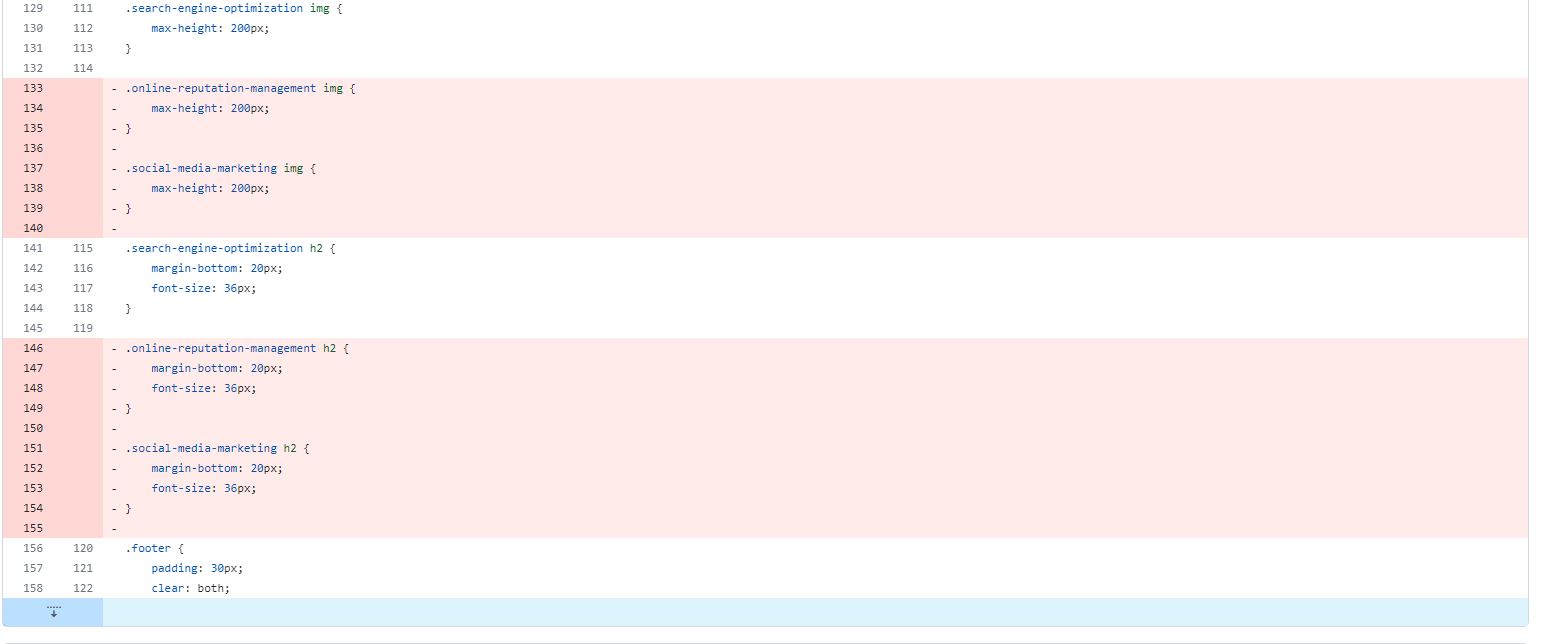 129 111 .search-engine-optimization img {
130 112     max-height: 200px;
131 113 }
132 114
133 - .online-reputation-management img {
134 -     max-height: 200px;
135 - }
136 -
137 - .social-media-marketing img {
138 -     max-height: 200px;
139 - }
140 -
141 115 .search-engine-optimization h2 {
142 116     margin-bottom: 20px;
143 117     font-size: 36px;
144 118 }
145 119
146 - .online-reputation-management h2 {
147 -     margin-bottom: 20px;
148 -     font-size: 36px;
149 - }
150 -
151 - .social-media-marketing h2 {
152 -     margin-bottom: 20px;
153 -     font-size: 36px;
154 - }
155 -
156 120 .footer {
157 121     padding: 30px;
158 122     clear: both;